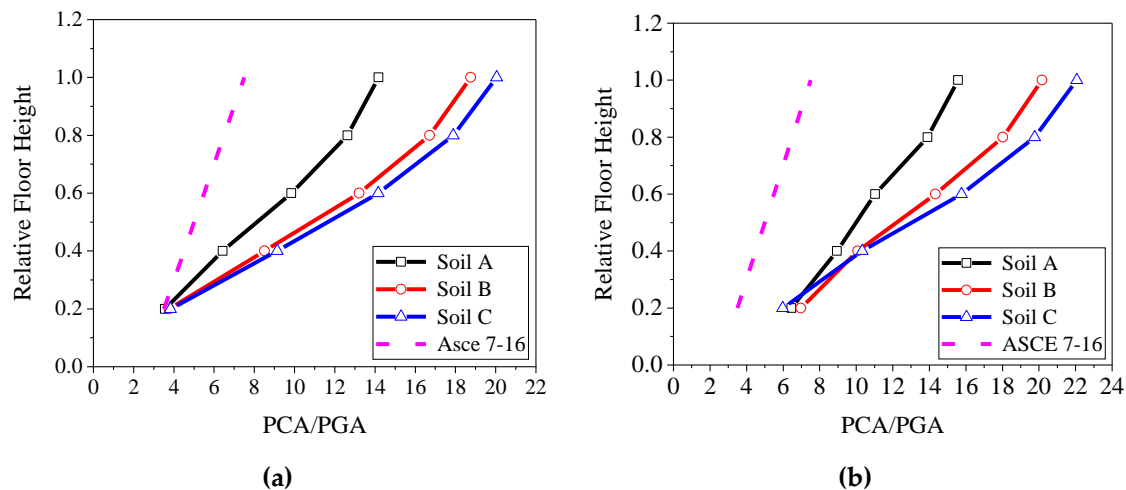 1.2
1.0
0.8
0.6
0.4
0.2
0.0
Relative Floor Height
Soil A
Soil B
Soil C
Asce 7-16
0 2 4 6 8 10 12 14 16 18 20 22
PCA/PGA
(a)
1.2
1.0
0.8
0.6
0.4
0.2
0.0
Relative Floor Height
Soil A
Soil B
Soil C
ASCE 7-16
0 2 4 6 8 10 12 14 16 18 20 22 24
PCA/PGA
(b)